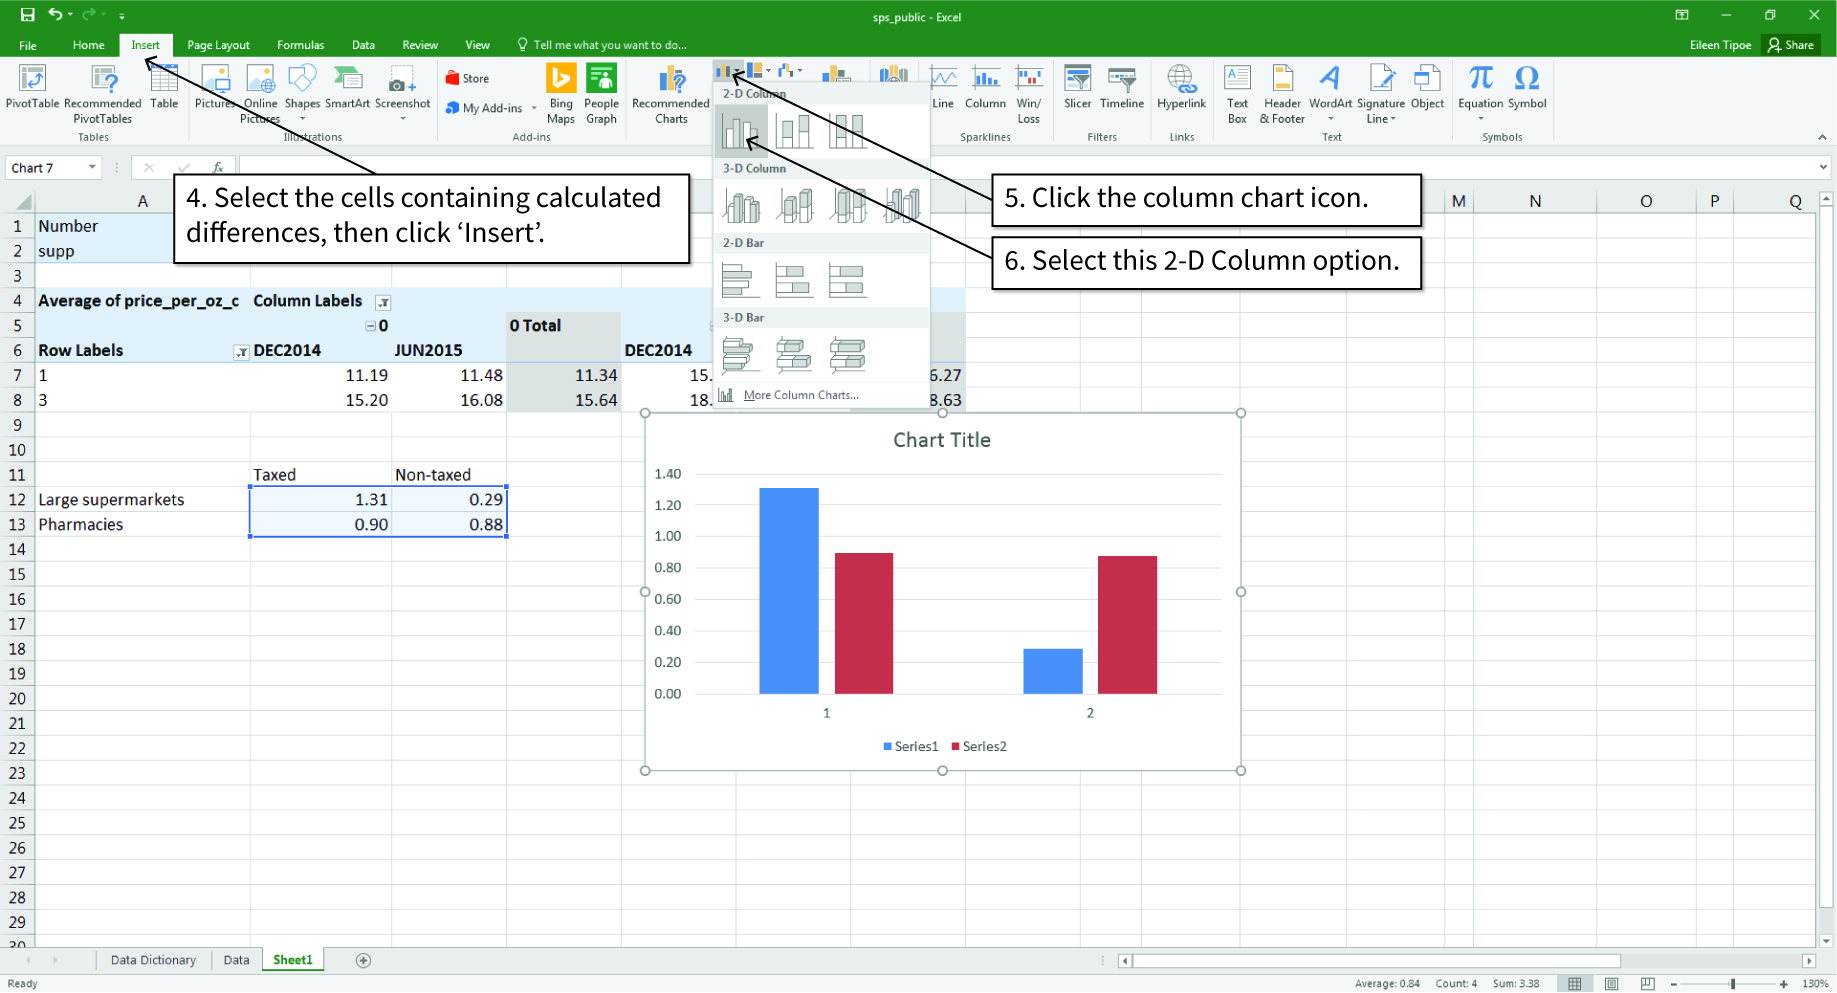 sps_public - Excel
File Home Insert Page Layout Formulas Data Review View Tell me what you want to do... Eileen Tipoe Share
PivotTable Recommended PivotTables Table
Tables
Pictures Online Pictures Shapes SmartArt Screenshot
Illustrations
Store
My Add-ins
Bing Maps People Graph
Add-ins
Recommended Charts
Line Column Win/Loss
Sparklines
Slicer Timeline
Filters
Hyperlink
Links
Text Box Header & Footer WordArt Signature Line Object
Text
Equation Symbol
Symbols
2-D Column
3-D Column
2-D Bar
3-D Bar
More Column Charts...
Chart 7
fx
4. Select the cells containing calculated
differences, then click ‘Insert’.
5. Click the column chart icon.
6. Select this 2-D Column option.
A M N O P Q
1 Number
2 supp
3
4 Average of price_per_oz_c Column Labels
5 0 0 Total
6 Row Labels DEC2014 JUN2015 DEC2014
7 1 11.19 11.48 11.34 15. 6.27
8 3 15.20 16.08 15.64 18. 8.63
9
10
11 Taxed Non-taxed
12 Large supermarkets 1.31 0.29
13 Pharmacies 0.90 0.88
14
15
16
17
18
19
20
21
22
23
24
25
26
27
28
29
30
Chart Title
1.40
1.20
1.00
0.80
0.60
0.40
0.20
0.00
1 2
Series1 Series2
Data Dictionary Data Sheet1
Ready Average: 0.84 Count: 4 Sum: 3.38 130%